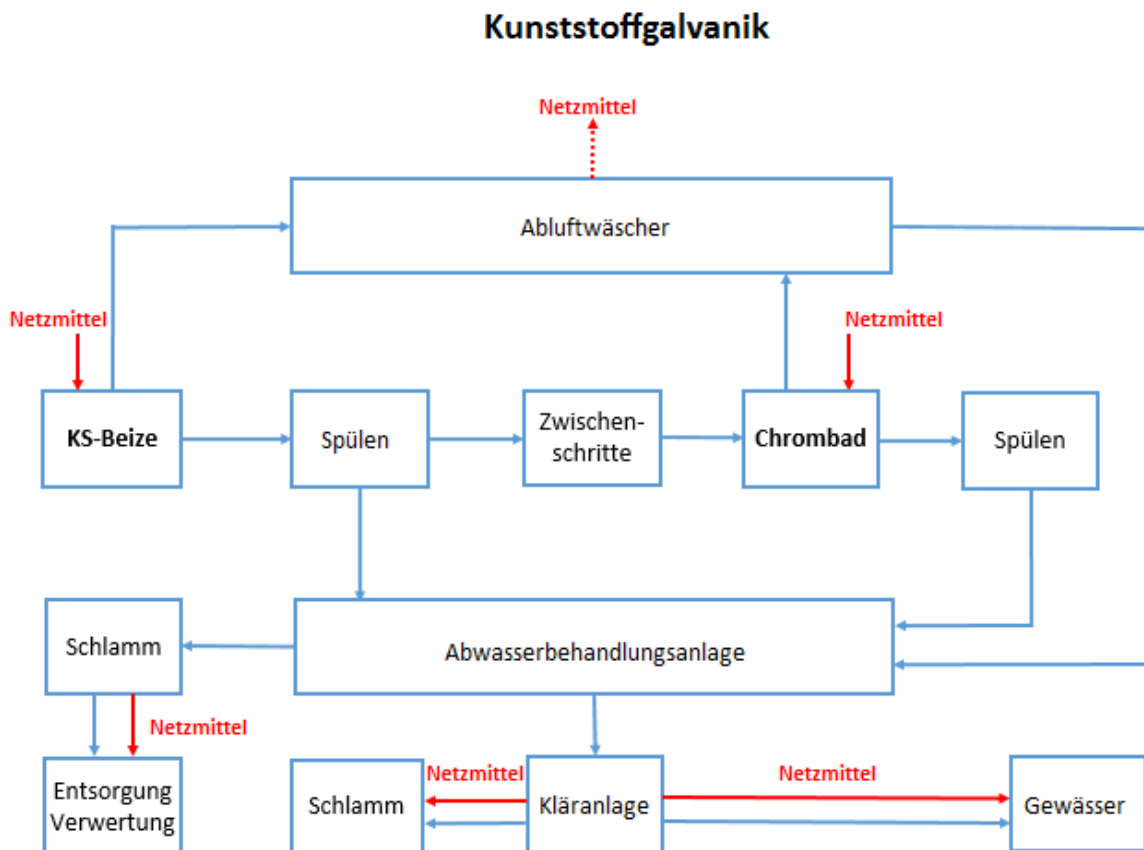 Kunststoffgalvanik
Netzmittel
Abluftwäscher
Netzmittel
Netzmittel
KS-Beize
Spülen
Zwischen-
schritte
Chrombad
Spülen
Schlamm
Abwasserbehandlungsanlage
Netzmittel
Entsorgung
Verwertung
Schlamm
Netzmittel
Kläranlage
Netzmittel
Gewässer